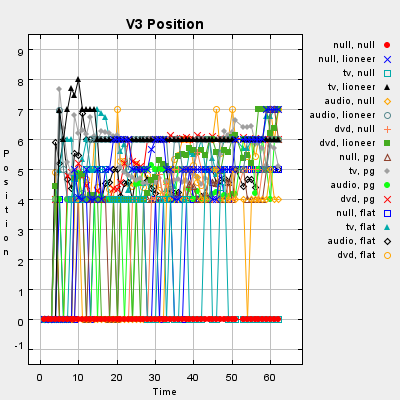 V3 Position
9
8
7
6
5
4
3
2
1
0
-1
Position
0 10 20 30 40 50 60
Time
null, null
null, lioneer
tv, null
tv, lioneer
audio, null
audio, lioneer
dvd, null
dvd, lioneer
null, pg
tv, pg
audio, pg
dvd, pg
null, flat
tv, flat
audio, flat
dvd, flat